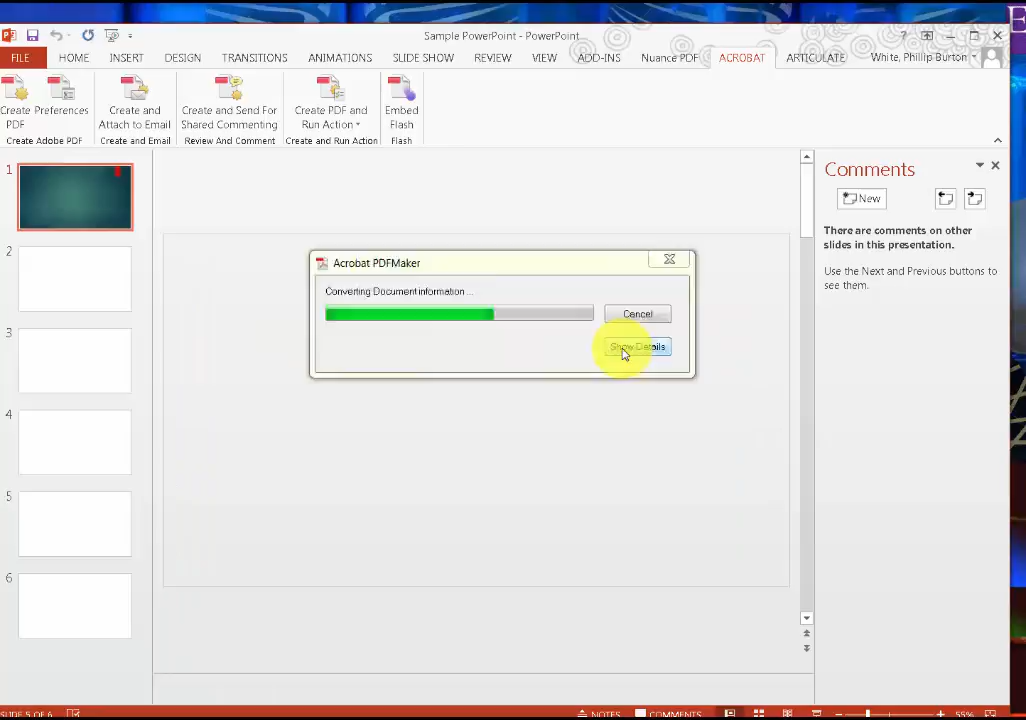 Sample PowerPoint - PowerPoint
?
FILE HOME INSERT DESIGN TRANSITIONS ANIMATIONS SLIDE SHOW REVIEW VIEW ADD-INS Nuance PDF ACROBAT ARTICULATE White, Phillip Burton
Create PDF
Preferences
Create and Attach to Email
Create and Send For Shared Commenting
Create PDF and Run Action
Embed Flash
Create Adobe PDF Create and Email Review And Comment Create and Run Action Flash
1
2
3
4
5
6
Acrobat PDFMaker
Converting Document information ...
Cancel
Show Details
Comments
New
There are comments on other
slides in this presentation.
Use the Next and Previous buttons to
see them.
SLIDE 5 OF 6 NOTES COMMENTS 55%
E